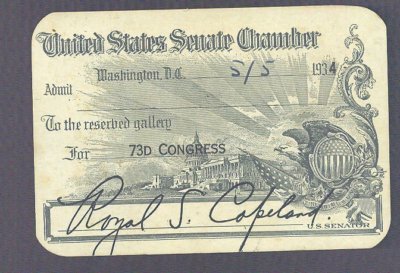 United States Senate Chamber
Washington, D.C. 5/5 1934
Admit
To the reserved gallery
For 73D CONGRESS
Royal S. Copeland.
U.S. SENATOR